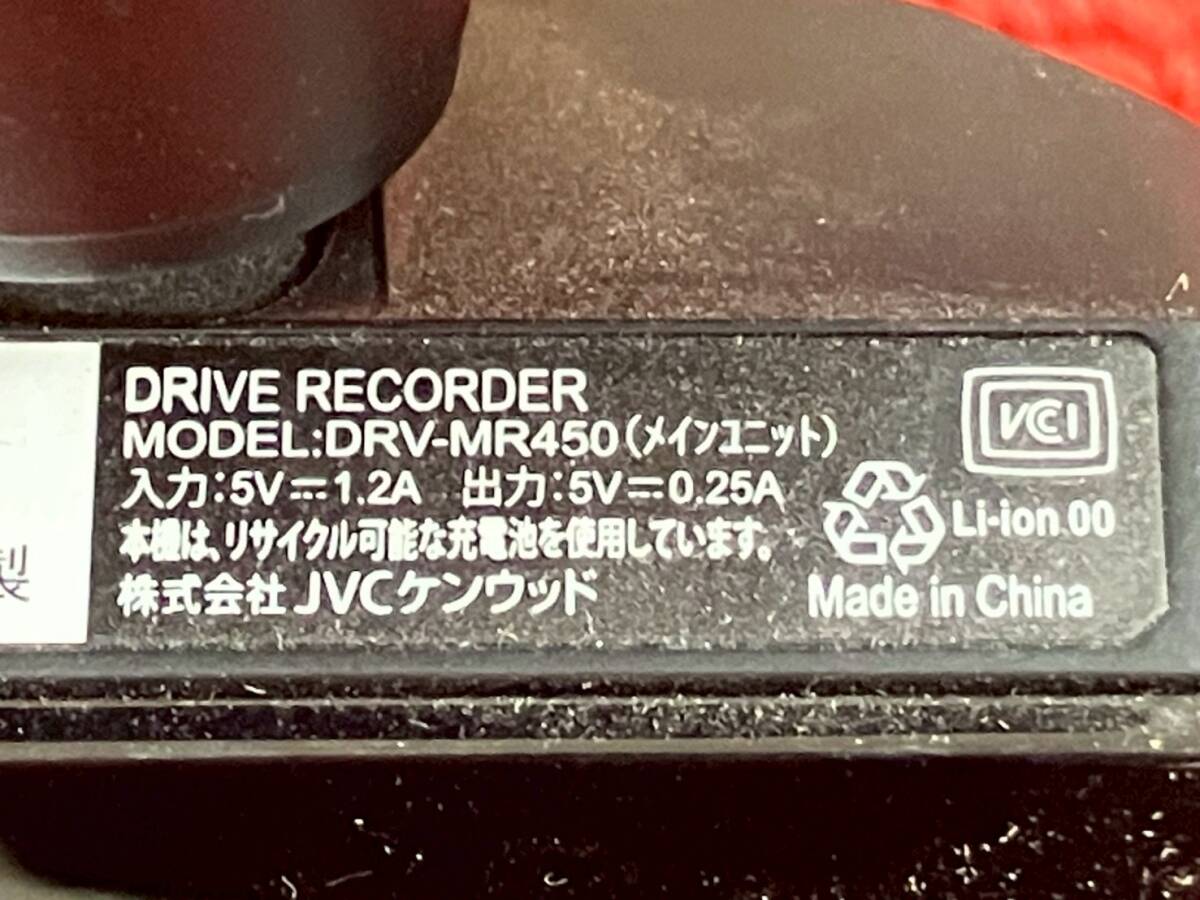 DRIVE RECORDER
MODEL:DRV-MR450(メインユニット)
入力:5V⎓1.2A 出力:5V⎓0.25A
本機は、リサイクル可能な充電池を使用しています。
株式会社 JVCケンウッド
VCCI
Li-ion 00
Made in China
製